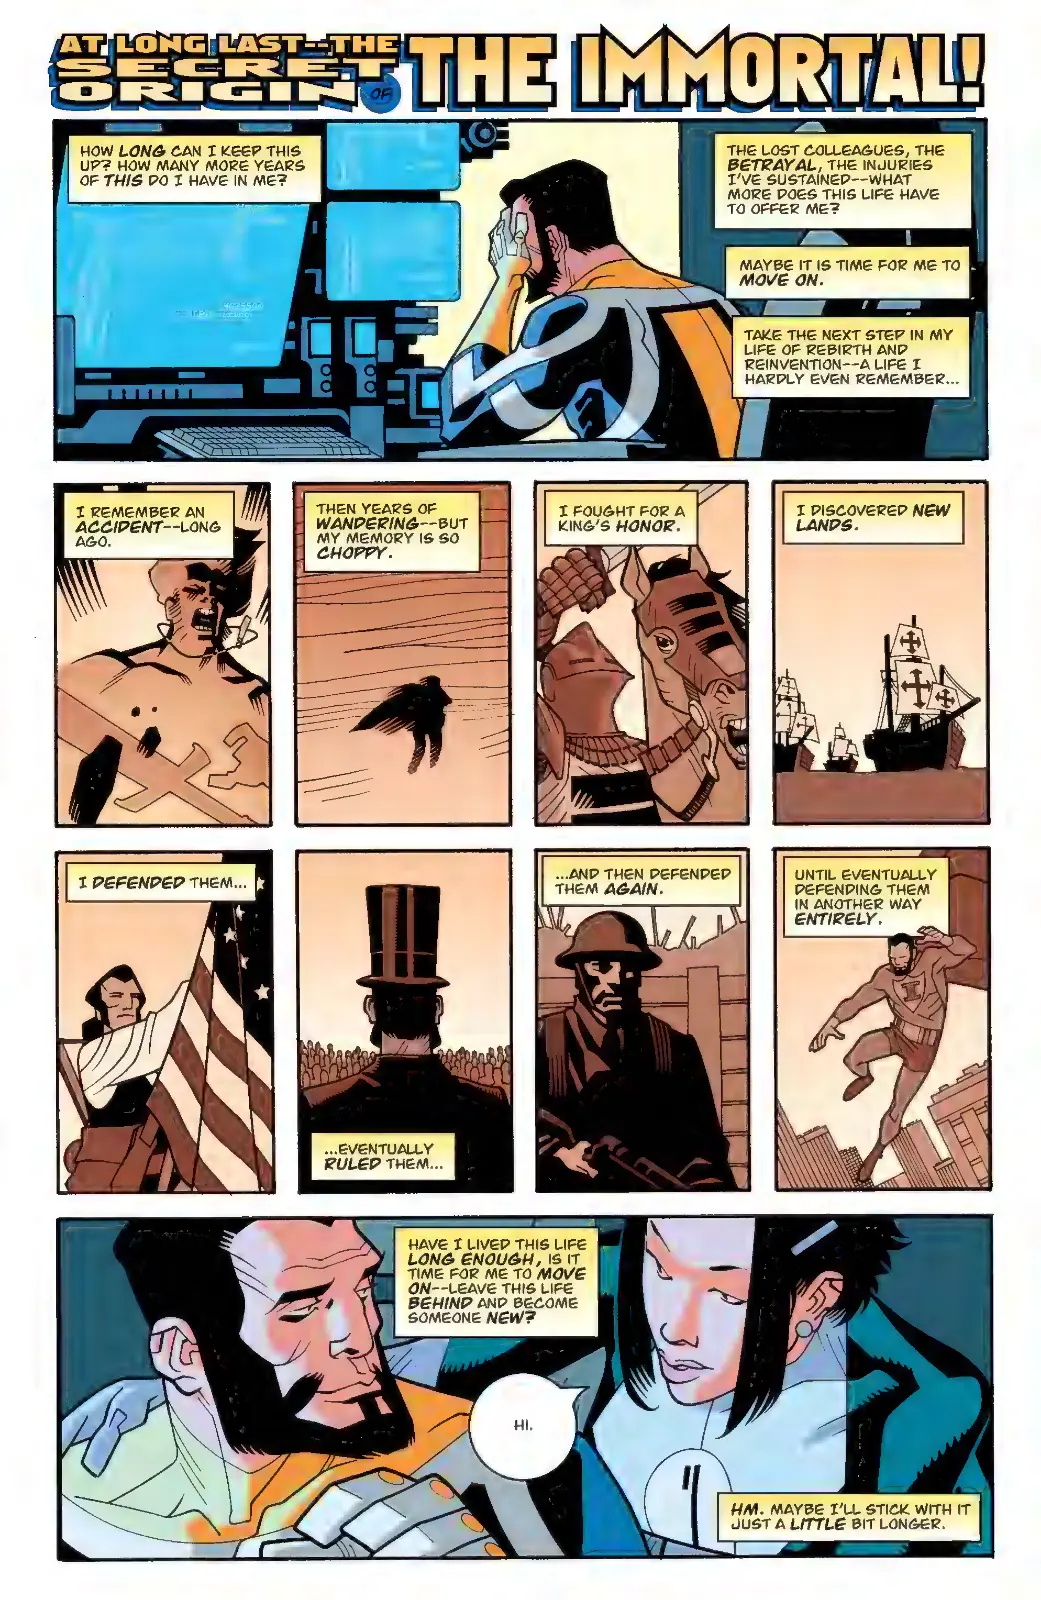 AT LONG LAST--THE
SECRET
ORIGIN OF
THE IMMORTAL!
HOW LONG CAN I KEEP THIS
UP? HOW MANY MORE YEARS
OF THIS DO I HAVE IN ME?
THE LOST COLLEAGUES, THE
BETRAYAL, THE INJURIES
I'VE SUSTAINED--WHAT
MORE DOES THIS LIFE HAVE
TO OFFER ME?
MAYBE IT IS TIME FOR ME TO
MOVE ON.
TAKE THE NEXT STEP IN MY
LIFE OF REBIRTH AND
REINVENTION--A LIFE I
HARDLY EVEN REMEMBER...
I REMEMBER AN
ACCIDENT--LONG
AGO.
THEN YEARS OF
WANDERING--BUT
MY MEMORY IS SO
CHOPPY.
I FOUGHT FOR A
KING'S HONOR.
I DISCOVERED NEW
LANDS.
I DEFENDED THEM...
...EVENTUALLY
RULED THEM...
...AND THEN DEFENDED
THEM AGAIN.
UNTIL EVENTUALLY
DEFENDING THEM
IN ANOTHER WAY
ENTIRELY.
I
HAVE I LIVED THIS LIFE
LONG ENOUGH, IS IT
TIME FOR ME TO MOVE
ON--LEAVE THIS LIFE
BEHIND AND BECOME
SOMEONE NEW?
HI.
HM. MAYBE I'LL STICK WITH IT
JUST A LITTLE BIT LONGER.